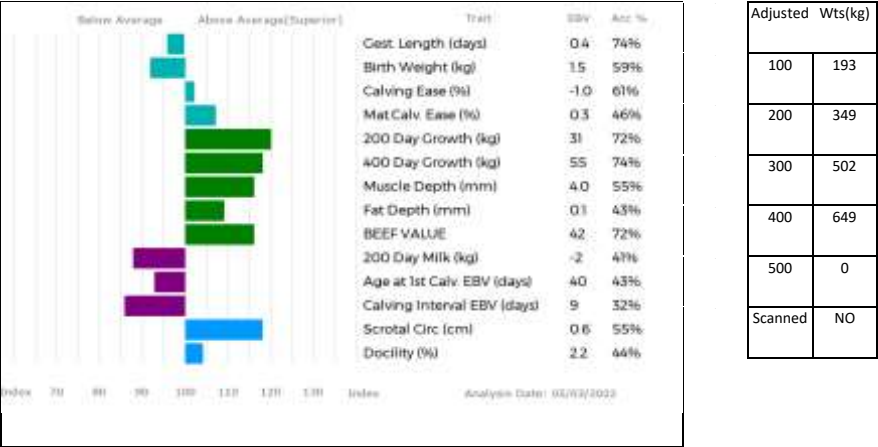 Below Average Above Average(Superior) Trait EBV Acc %
Gest. Length (days) 0.4 74%
Birth Weight (kg) 1.5 59%
Calving Ease (%) -1.0 61%
Mat Calv. Ease (%) 0.3 46%
200 Day Growth (kg) 31 72%
400 Day Growth (kg) 55 74%
Muscle Depth (mm) 4.0 55%
Fat Depth (mm) 0.1 43%
BEEF VALUE 42 72%
200 Day Milk (kg) -2 41%
Age at 1st Calv. EBV (days) 40 43%
Calving Interval EBV (days) 9 32%
Scrotal Circ (cm) 0.6 55%
Docility (%) 2.2 44%
Index 70 80 90 100 110 120 130 Index Analysis Date:
Adjusted Wts(kg)
100 193
200 349
300 502
400 649
500 0
Scanned NO